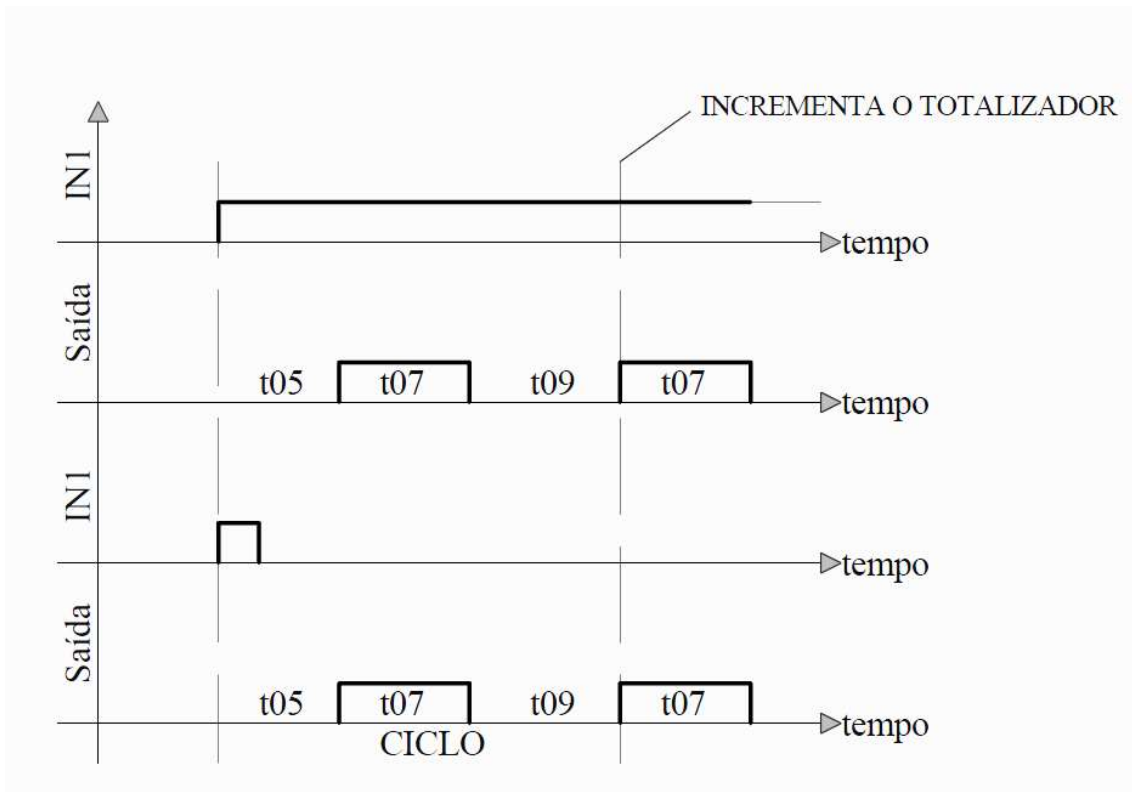 INCREMENTA O TOTALIZADOR
IN1
tempo
Saída
t05 t07 t09 t07
tempo
IN1
tempo
Saída
t05 t07 t09 t07
tempo
CICLO